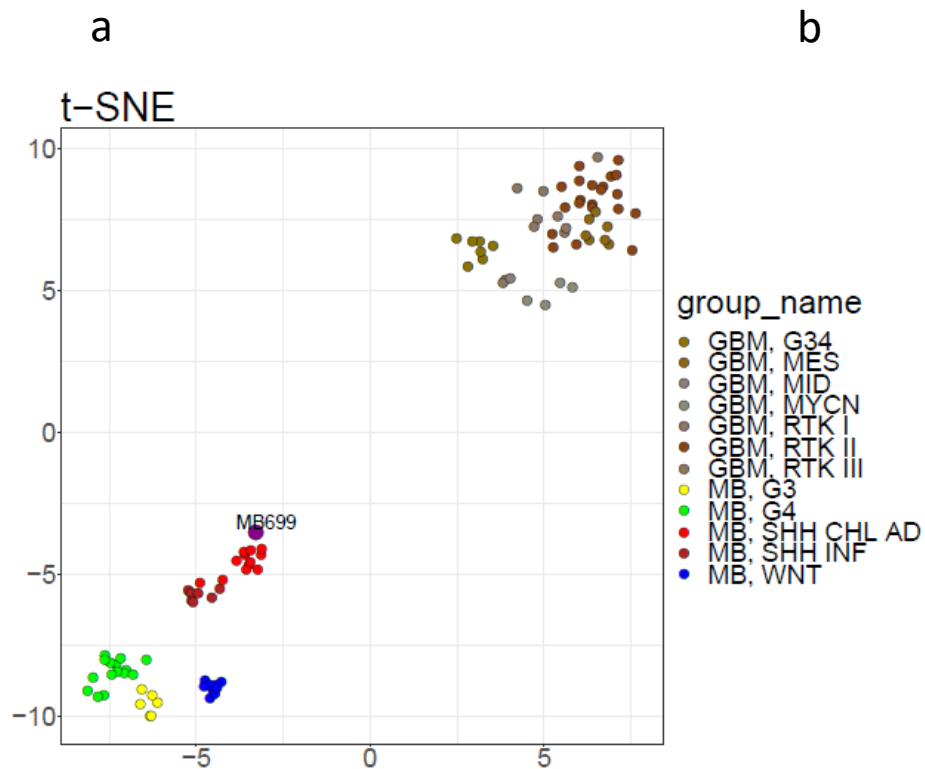 a
b
t−SNE
10
5
0
−5
−10
MB699
−5
0
5
group_name
GBM, G34
GBM, MES
GBM, MID
GBM, MYCN
GBM, RTK I
GBM, RTK II
GBM, RTK III
MB, G3
MB, G4
MB, SHH CHL AD
MB, SHH INF
MB, WNT